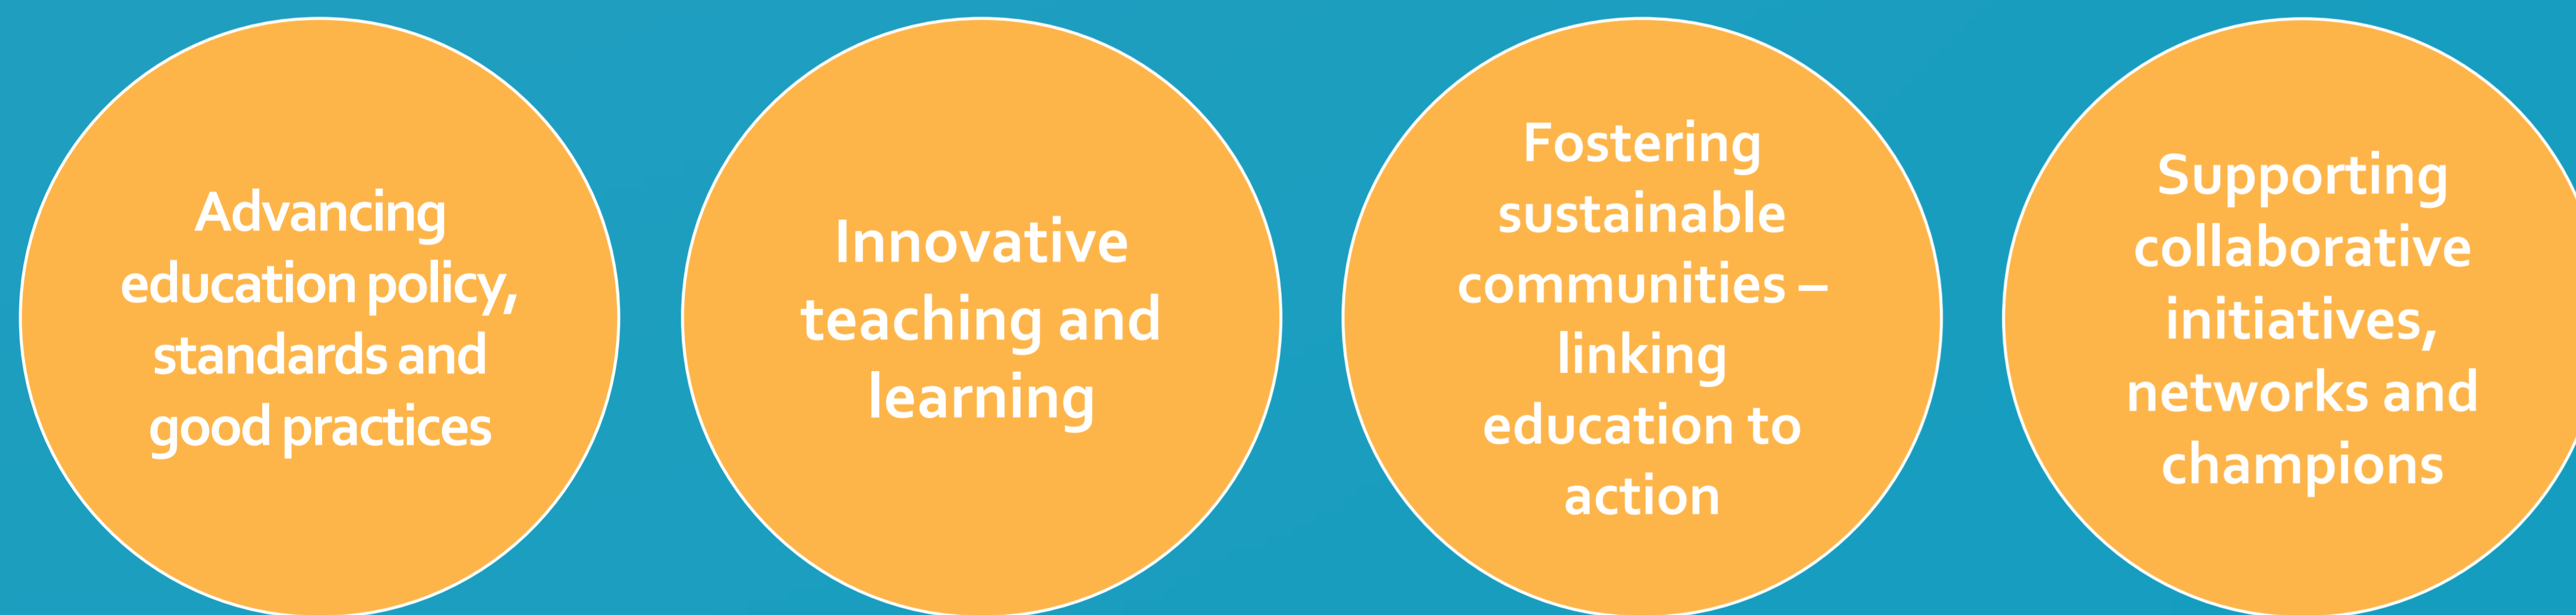 Advancing
education policy,
standards and
good practices
Innovative
teaching and
learning
Fostering
sustainable
communities –
linking
education to
action
Supporting
collaborative
initiatives,
networks and
champions